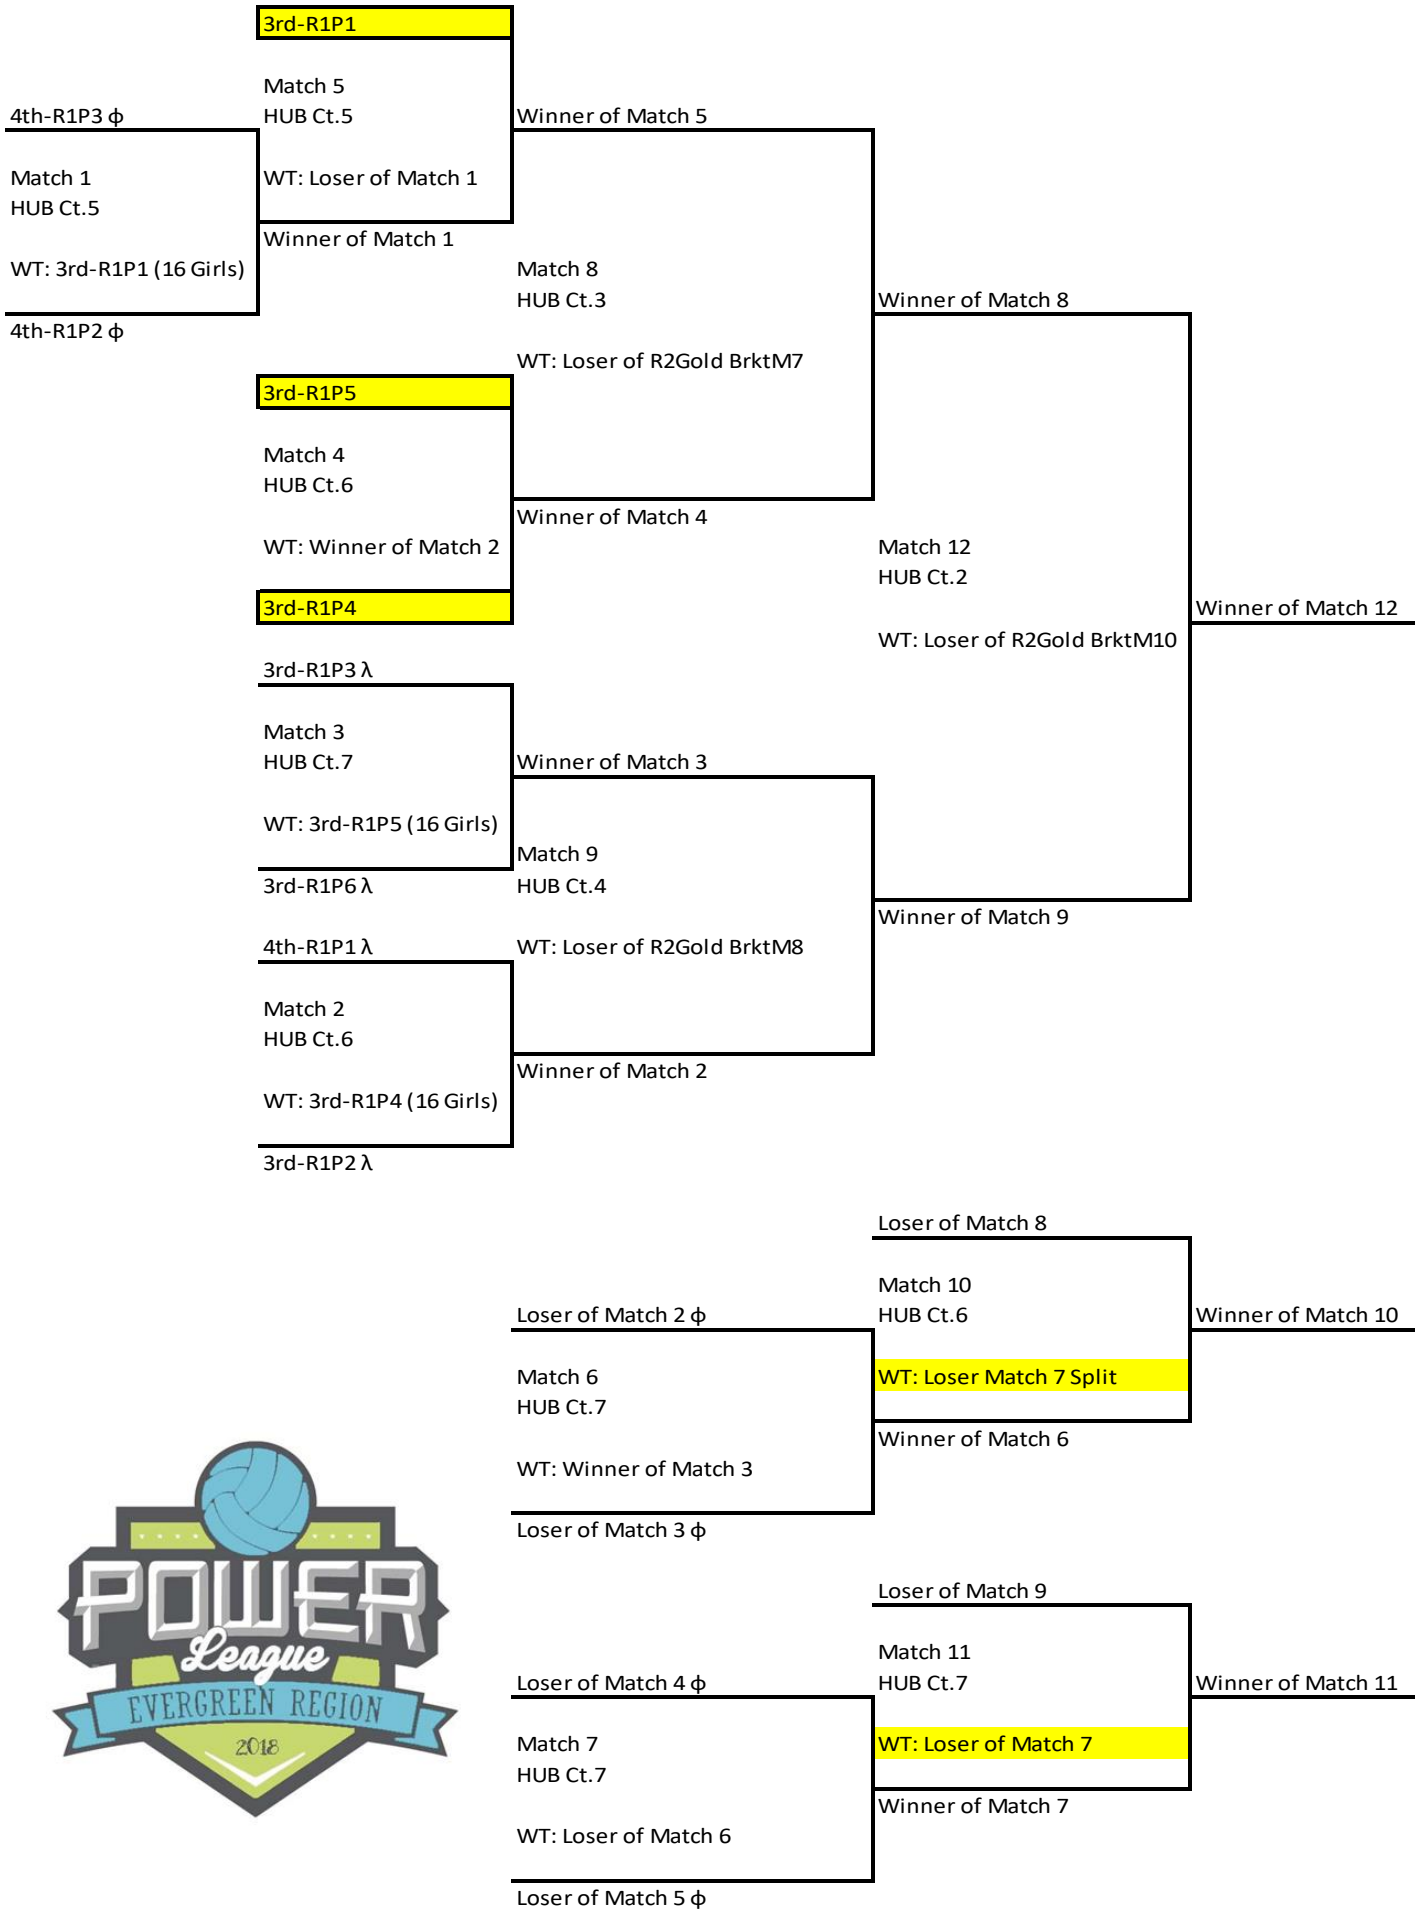 3rd-R1P1
Match 5
HUB Ct.5
4th-R1P3 ф
Winner of Match 5
Match 1
HUB Ct.5
WT: Loser of Match 1
Winner of Match 1
WT: 3rd-R1P1 (16 Girls)
4th-R1P2 ф
Match 8
HUB Ct.3
WT: Loser of R2Gold BrktM7
Winner of Match 8
3rd-R1P5
Match 4
HUB Ct.6
WT: Winner of Match 2
3rd-R1P4
Winner of Match 4
Match 12
HUB Ct.2
WT: Loser of R2Gold BrktM10
Winner of Match 12
3rd-R1P3 λ
Match 3
HUB Ct.7
WT: 3rd-R1P5 (16 Girls)
3rd-R1P6 λ
Winner of Match 3
Match 9
HUB Ct.4
WT: Loser of R2Gold BrktM8
Winner of Match 9
4th-R1P1 λ
Match 2
HUB Ct.6
WT: 3rd-R1P4 (16 Girls)
3rd-R1P2 λ
Winner of Match 2
Loser of Match 8
Match 10
HUB Ct.6
WT: Loser Match 7 Split
Winner of Match 10
Loser of Match 2 ф
Match 6
HUB Ct.7
WT: Winner of Match 3
Loser of Match 3 ф
Winner of Match 6
Loser of Match 9
Match 11
HUB Ct.7
WT: Loser of Match 7
Winner of Match 11
Loser of Match 4 ф
Match 7
HUB Ct.7
WT: Loser of Match 6
Loser of Match 5 ф
Winner of Match 7
POWER
League
EVERGREEN REGION
2018